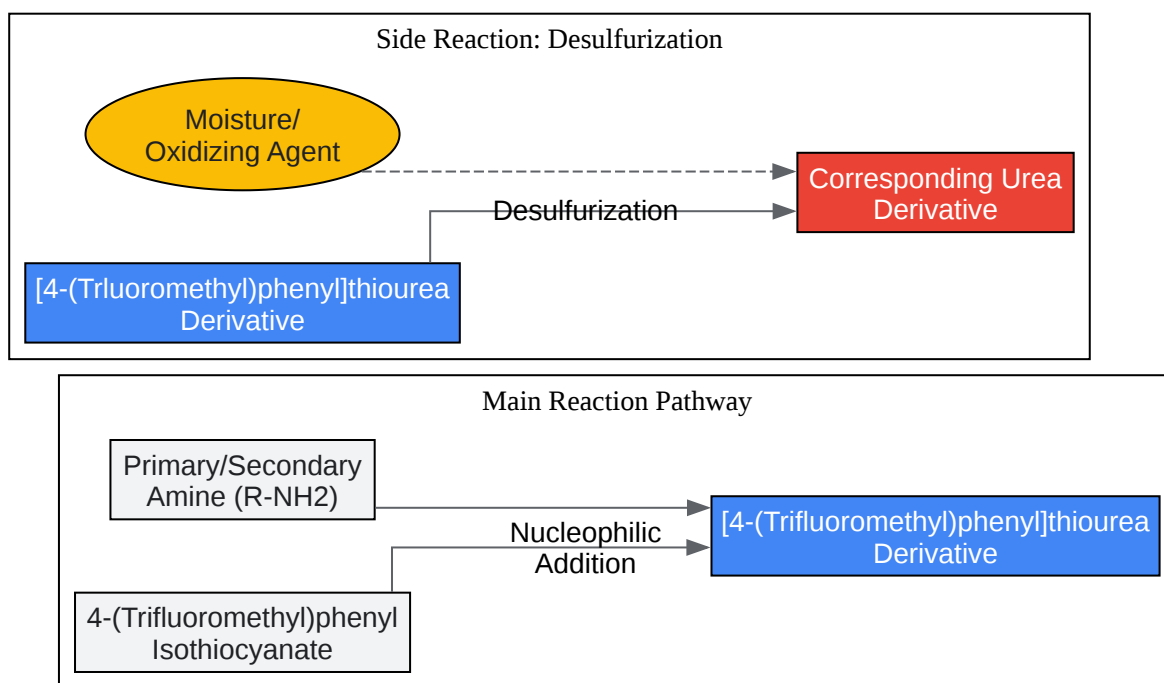 Side Reaction: Desulfurization
Moisture/
Oxidizing Agent
Corresponding Urea
Derivative
Desulfurization
[4-(Trluoromethyl)phenyl]thiourea
Derivative
Main Reaction Pathway
Primary/Secondary
Amine (R-NH2)
[4-(Trifluoromethyl)phenyl]thiourea
Derivative
Nucleophilic
Addition
4-(Trifluoromethyl)phenyl
Isothiocyanate